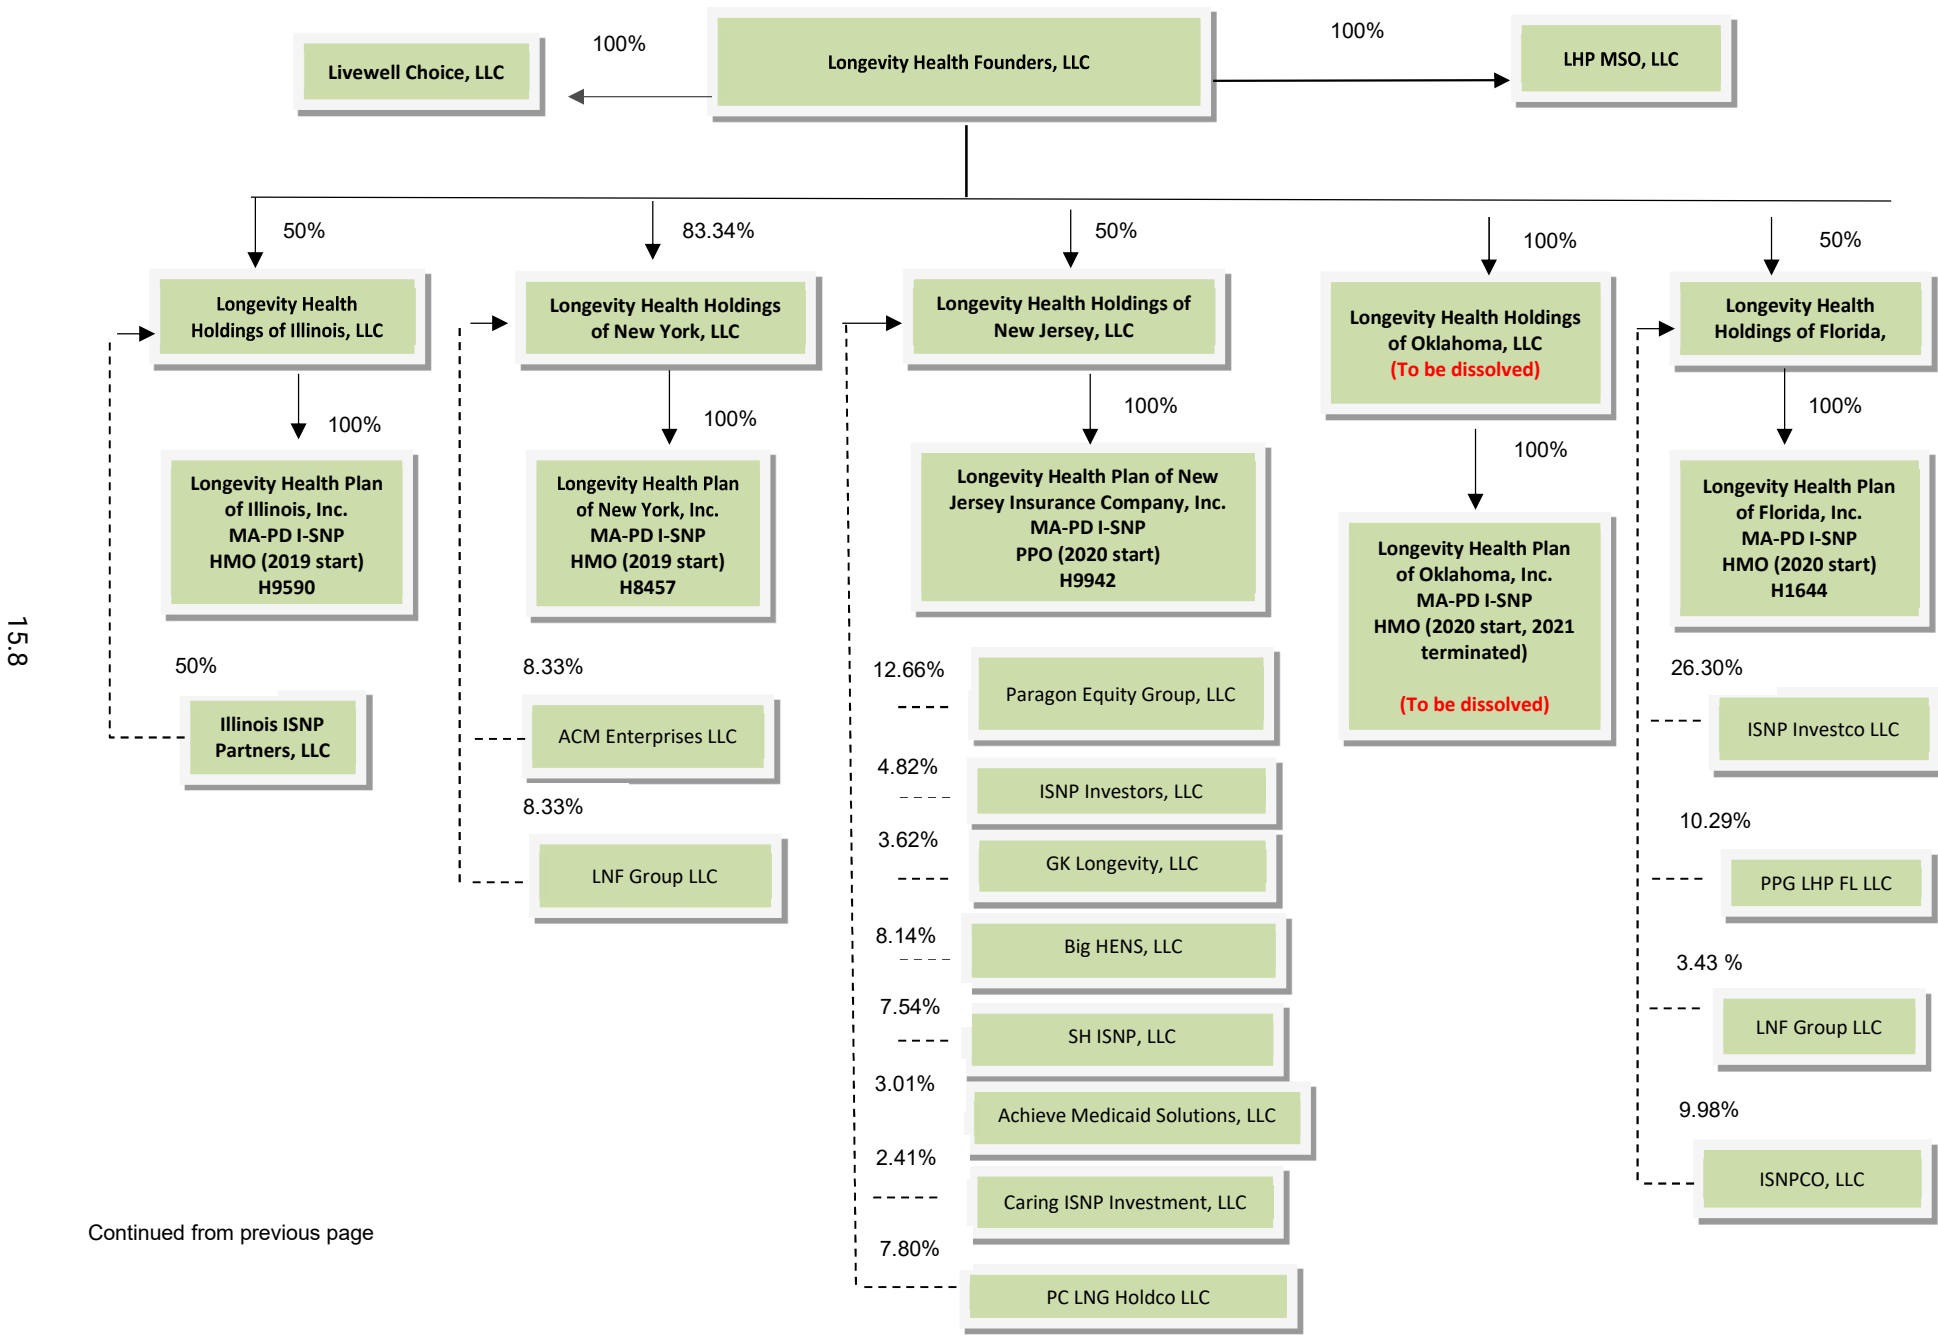 100%
Longevity Health Founders, LLC
100%
Livewell Choice, LLC
LHP MSO, LLC
50%
83.34%
50%
100%
50%
Longevity Health
Holdings of Illinois, LLC
Longevity Health Holdings
of New York, LLC
Longevity Health Holdings of
New Jersey, LLC
Longevity Health Holdings
of Oklahoma, LLC
(To be dissolved)
Longevity Health
Holdings of Florida,
100%
100%
100%
100%
100%
Longevity Health Plan
of Illinois, Inc.
MA-PD I-SNP
HMO (2019 start)
H9590
Longevity Health Plan
of New York, Inc.
MA-PD I-SNP
HMO (2019 start)
H8457
Longevity Health Plan of New
Jersey Insurance Company, Inc.
MA-PD I-SNP
PPO (2020 start)
H9942
Longevity Health Plan
of Oklahoma, Inc.
MA-PD I-SNP
HMO (2020 start, 2021
terminated)
(To be dissolved)
Longevity Health Plan
of Florida, Inc.
MA-PD I-SNP
HMO (2020 start)
H1644
15.8
50%
Illinois ISNP
Partners, LLC
8.33%
ACM Enterprises LLC
8.33%
LNF Group LLC
12.66%
Paragon Equity Group, LLC
4.82%
ISNP Investors, LLC
3.62%
GK Longevity, LLC
8.14%
Big HENS, LLC
7.54%
SH ISNP, LLC
3.01%
Achieve Medicaid Solutions, LLC
2.41%
Caring ISNP Investment, LLC
7.80%
PC LNG Holdco LLC
26.30%
ISNP Investco LLC
10.29%
PPG LHP FL LLC
3.43 %
LNF Group LLC
9.98%
ISNPCO, LLC
Continued from previous page